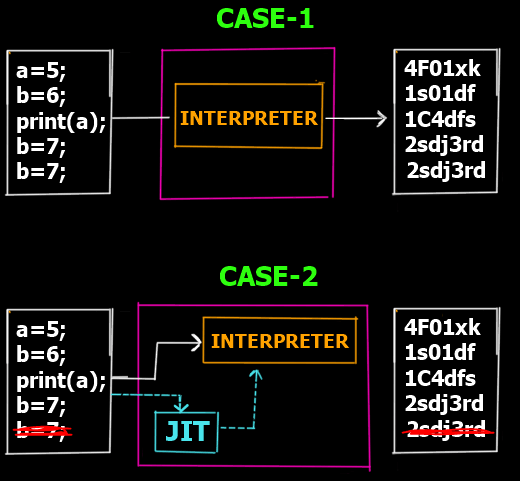 CASE-1
a=5;
b=6;
print(a);
b=7;
b=7;
INTERPRETER
4F01xk
1s01df
1C4dfs
2sdj3rd
2sdj3rd
CASE-2
a=5;
b=6;
print(a);
b=7;
b=7;
INTERPRETER
JIT
4F01xk
1s01df
1C4dfs
2sdj3rd
2sdj3rd